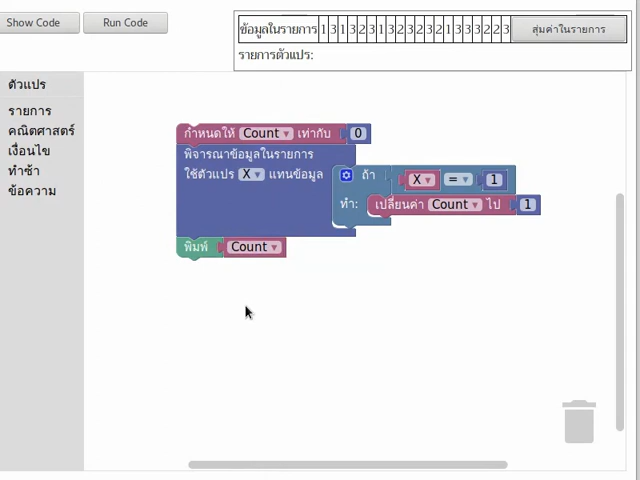 Show Code
Run Code
ข้อมูลในรายการ 1 3 1 3 2 3 1 3 2 3 2 3 2 1 3 3 3 2 2 3 สุ่มค่าในรายการ
รายการตัวแปร:
ตัวแปร
รายการ
คณิตศาสตร์
เงื่อนไข
ทำซ้ำ
ข้อความ
กำหนดให้ Count เท่ากับ 0
พิจารณาข้อมูลในรายการ
ใช้ตัวแปร X แทนข้อมูล
ถ้า X = 1
ทำ: เปลี่ยนค่า Count ไป 1
พิมพ์ Count